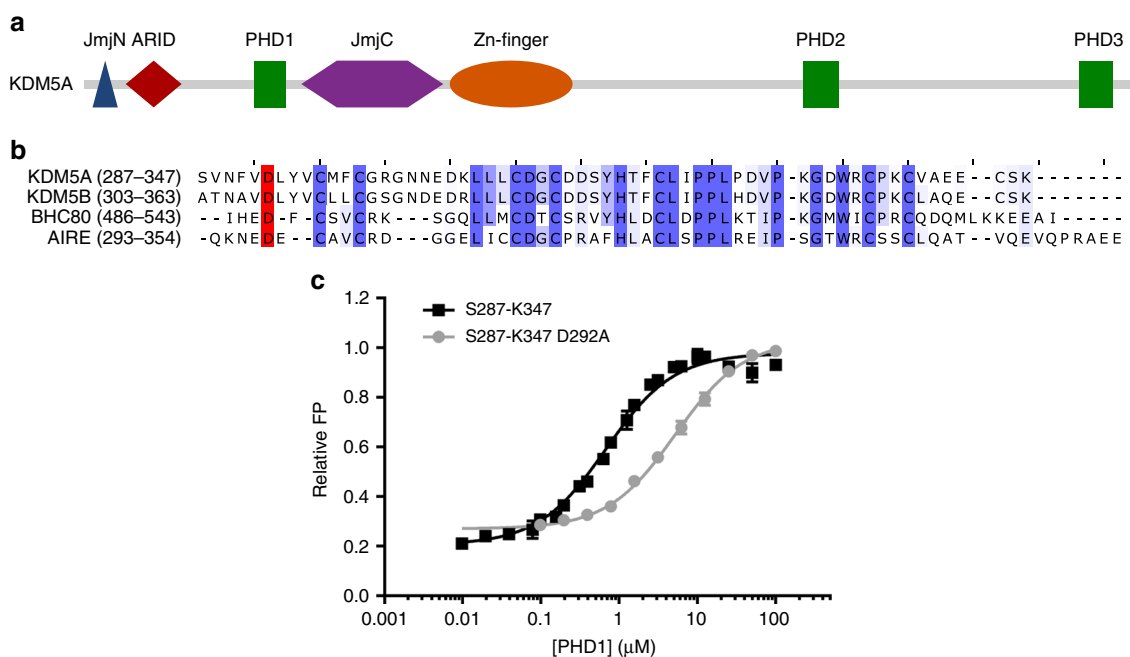 a
JmjN ARID PHD1 JmjC Zn-finger PHD2 PHD3
KDM5A
b
KDM5A (287–347) SVNFVDLYVCMFCGRGNNEDKLLLCDGCDDSYHTFCLIPPLPDVP-KGDWRCPKCVAEE--CSK------
KDM5B (303–363) ATNAVDLYVCLLCGSGNDEDRLLLCDGCDDSYHTFCLIPPLHDVP-KGDWRCPKCLAQE--CSK------
BHC80 (486–543) --IHED-F-CSVCRK---SGQLLMCDTCSRVYHLDCLDPPLKTIP-KGMWICPRCQDQMLKKEEAI-----
AIRE (293–354) -QKNEDE--CAVCRD---GGELICCDGCPRAFHLACLSPPLREIP-SGTWRCSSCLQAT--VQEVQPRAEE
c
S287-K347
S287-K347 D292A
Relative FP
1.2
1.0
0.8
0.6
0.4
0.2
0.0
0.001 0.01 0.1 1 10 100
[PHD1] (μM)